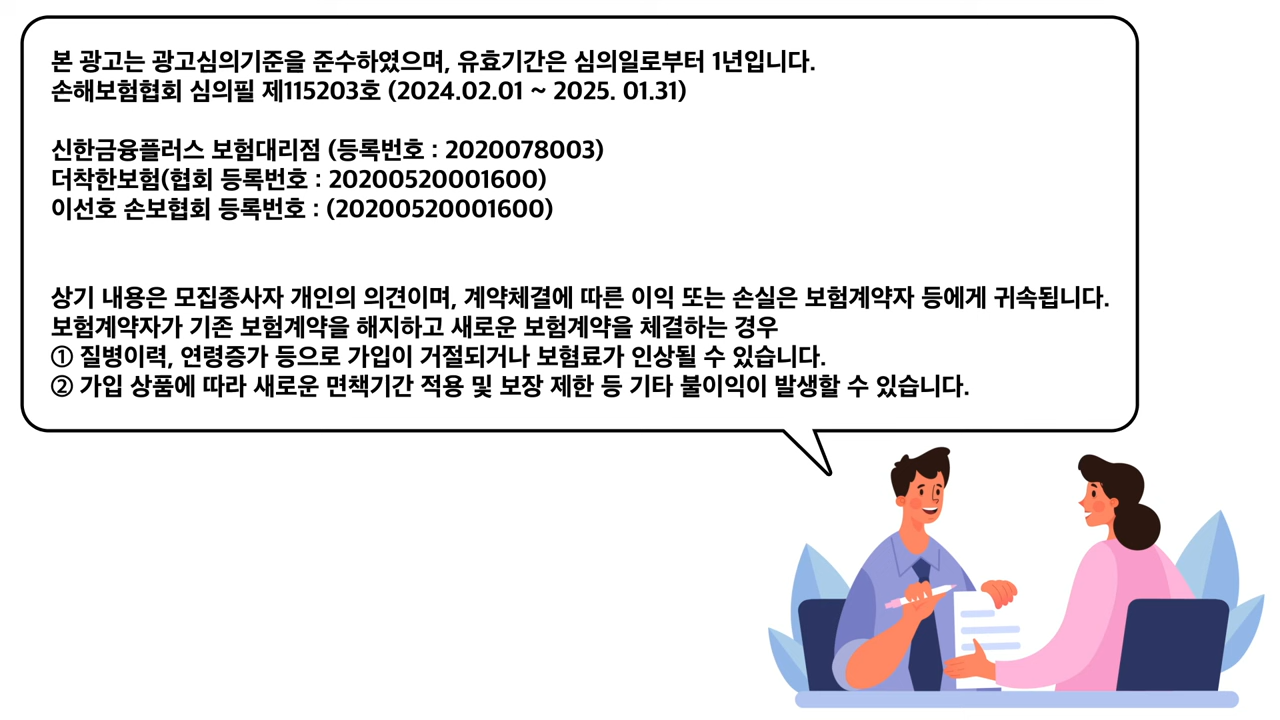 본 광고는 광고심의기준을 준수하였으며, 유효기간은 심의일로부터 1년입니다.
손해보험협회 심의필 제115203호 (2024.02.01 ~ 2025. 01.31)
신한금융플러스 보험대리점 (등록번호 : 2020078003)
더착한보험(협회 등록번호 : 20200520001600)
이선호 손보협회 등록번호 : (20200520001600)
상기 내용은 모집종사자 개인의 의견이며, 계약체결에 따른 이익 또는 손실은 보험계약자 등에게 귀속됩니다.
보험계약자가 기존 보험계약을 해지하고 새로운 보험계약을 체결하는 경우
① 질병이력, 연령증가 등으로 가입이 거절되거나 보험료가 인상될 수 있습니다.
② 가입 상품에 따라 새로운 면책기간 적용 및 보장 제한 등 기타 불이익이 발생할 수 있습니다.